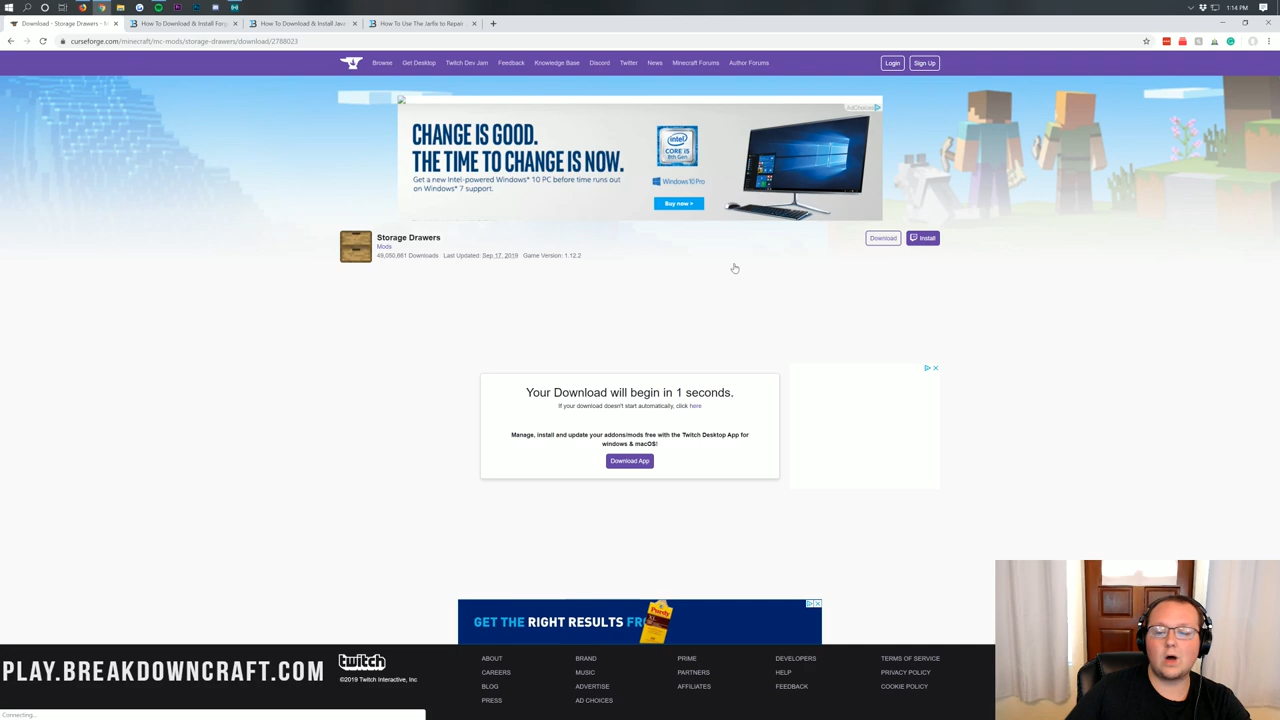 1:14 PM
Download - Storage Drawers - M
How To Download & Install Forg
How To Download & Install Java
How To Use The Jarfix to Repair
curseforge.com/minecraft/mc-mods/storage-drawers/download/2788023
Browse Get Desktop Twitch Dev Jam Feedback Knowledge Base Discord Twitter News Minecraft Forums Author Forums Login Sign Up
AdChoices
CHANGE IS GOOD.
THE TIME TO CHANGE IS NOW.
Get a new Intel-powered Windows* 10 PC before time runs out
on Windows* 7 support.
intel
CORE i5
8th Gen
Windows10 Pro
Buy now >
Storage Drawers
Mods
49,050,661 Downloads Last Updated: Sep 17, 2019 Game Version: 1.12.2
Download Install
Your Download will begin in 1 seconds.
If your download doesn't start automatically, click here
Manage, install and update your addons/mods free with the Twitch Desktop App for
windows & macOS!
Download App
GET THE RIGHT RESULTS FR
Purdy
PLAY.BREAKDOWNCRAFT.COM
twitch
©2019 Twitch Interactive, Inc
ABOUT
CAREERS
BLOG
PRESS
BRAND
MUSIC
ADVERTISE
AD CHOICES
PRIME
PARTNERS
AFFILIATES
DEVELOPERS
HELP
FEEDBACK
TERMS OF SERVICE
PRIVACY POLICY
COOKIE POLICY
Connecting...